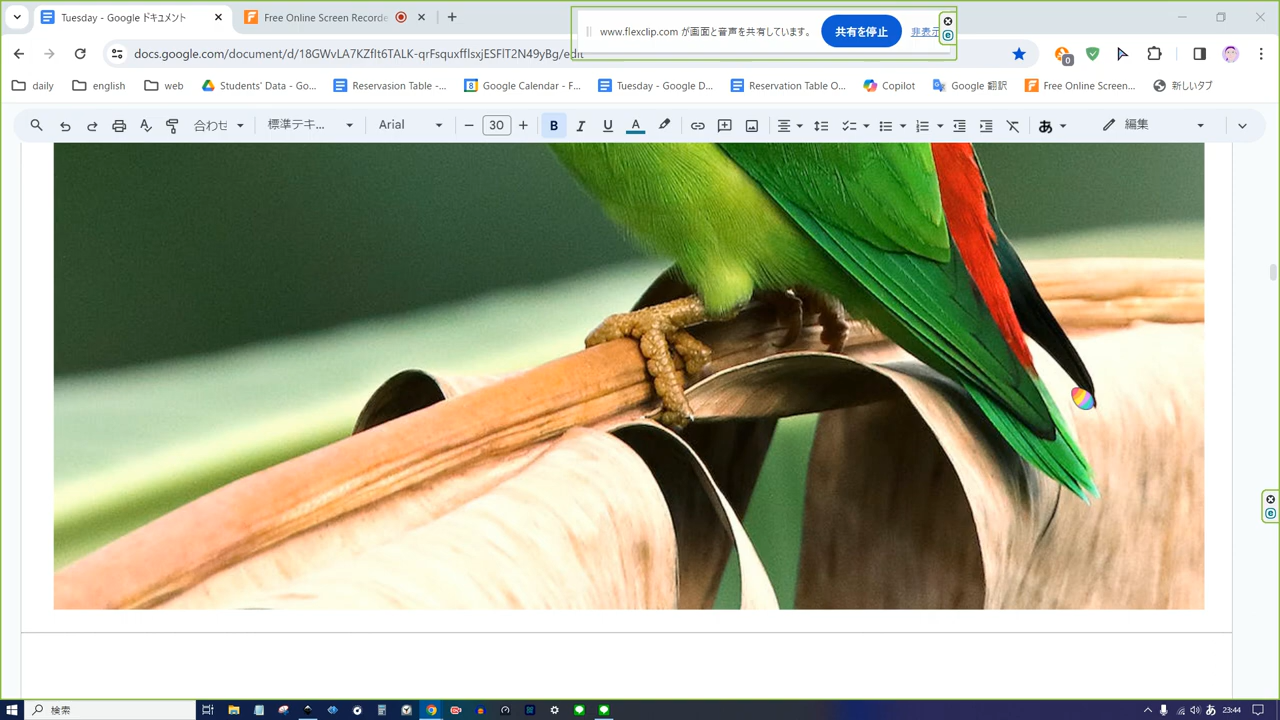 Tuesday - Google ドキュメント
Free Online Screen Recorde
www.flexclip.com が画面と音声を共有しています。
共有を停止
非表示
docs.google.com/document/d/
/edit
daily
english
web
Students' Data - Go...
Reservasion Table -...
Google Calendar - F...
Tuesday - Google D...
Reservation Table O...
Copilot
Google 翻訳
Free Online Screen...
新しいタブ
合わせ
標準テキ...
Arial
30
B
I
U
A
あ
編集
検索
あ
23:44